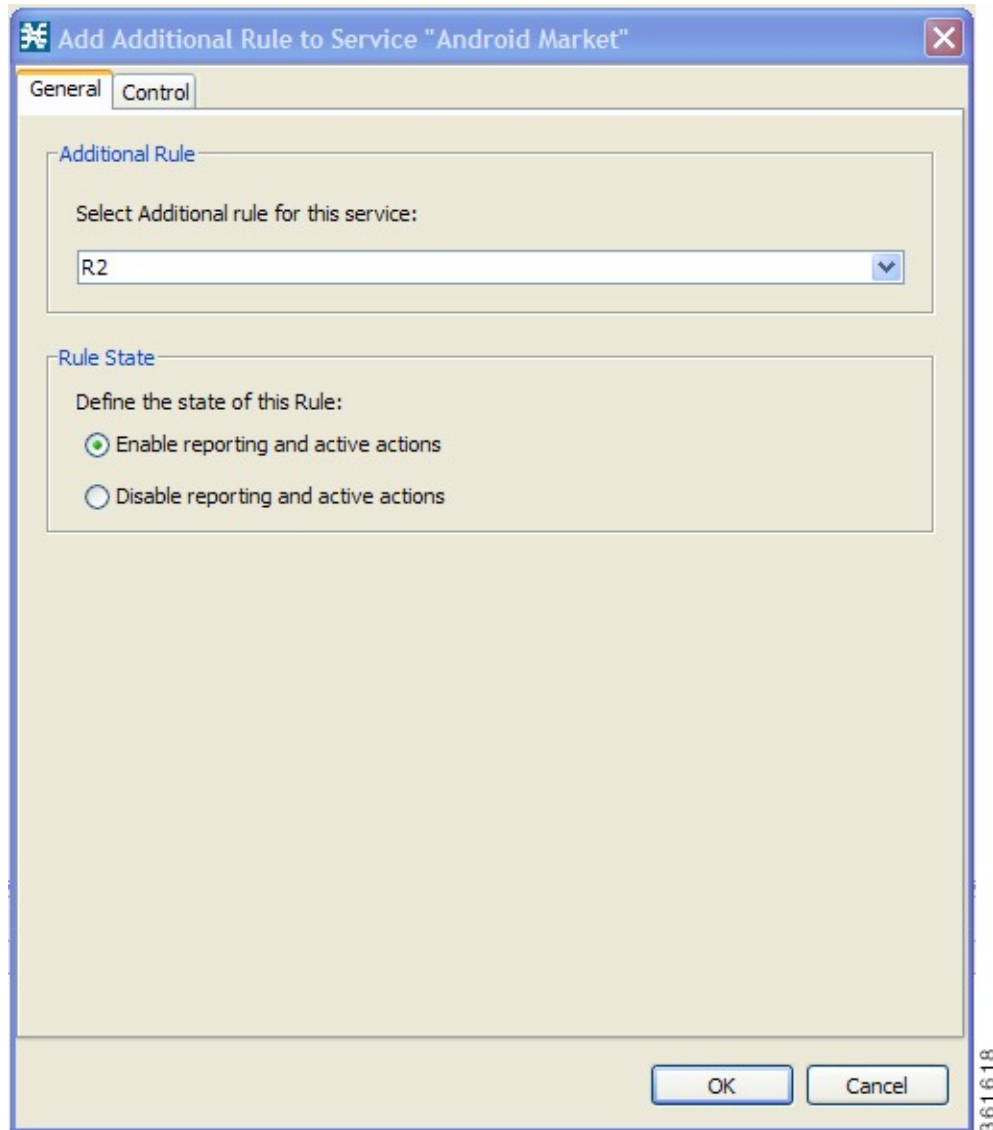 Add Additional Rule to Service "Android Market"
General Control
Additional Rule
Select Additional rule for this service:
R2
Rule State
Define the state of this Rule:
Enable reporting and active actions
Disable reporting and active actions
OK Cancel
361618